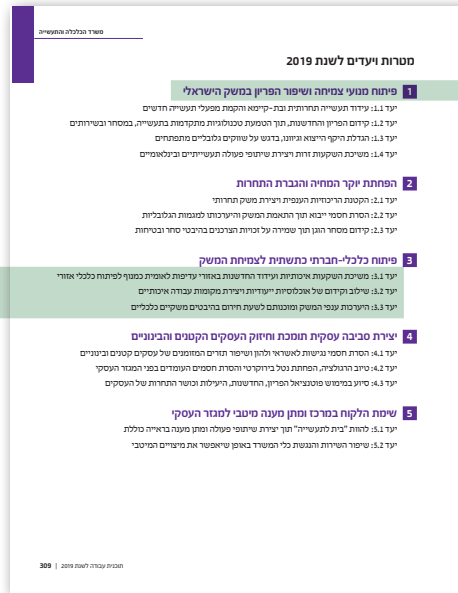 משרד הכלכלה והתעשייה
מטרות ויעדים לשנת 2019
1 פיתוח מנועי צמיחה ושיפור הפריון במשק הישראלי
יעד 1.1: עידוד תעשייה תחרותית ובת-קיימא והקמת מפעלי תעשייה חדשים
יעד 1.2: קידום הפריון והחדשנות, תוך הטמעת טכנולוגיות מתקדמות בתעשייה, במסחר ובשירותים
יעד 1.3: הגדלת היקף הייצוא וגיוונו, בדגש על שווקים גלובליים מתפתחים
יעד 1.4: משיכת השקעות זרות ויצירת שיתופי פעולה תעשייתיים ובינלאומיים
2 הפחתת יוקר המחיה והגברת התחרות
יעד 2.1: הקטנת הריכוזיות הענפית ויצירת משק תחרותי
יעד 2.2: הסרת חסמי ייבוא תוך התאמת המשק והיערכותו למגמות הגלובליות
יעד 2.3: קידום מסחר הוגן תוך שמירה על זכויות הצרכנים בהיבטי סחר ובטיחות
3 פיתוח כלכלי-חברתי כתשתית לצמיחת המשק
יעד 3.1: משיכת השקעות איכותיות ועידוד החדשנות באזורי עדיפות לאומית כמנוף לפיתוח כלכלי אזורי
יעד 3.2: שילוב וקידום של אוכלוסיות ייעודיות ויצירת מקומות עבודה איכותיים
יעד 3.3: היערכות ענפי המשק ומוכנותם לשעת חירום בהיבטים משקיים כלכליים
4 יצירת סביבה עסקית תומכת וחיזוק העסקים הקטנים והבינוניים
יעד 4.1: הסרת חסמי נגישות לאשראי ולהון ושיפור תזרים המזומנים של עסקים קטנים ובינוניים
יעד 4.2: טיוב הרגולציה, הפחתת נטל בירוקרטי והסרת חסמים העומדים בפני המגזר העסקי
יעד 4.3: סיוע במימוש פוטנציאל הפריון, החדשנות, היעילות וכושר התחרות של העסקים
5 שימת הלקוח במרכז ומתן מענה מיטבי למגזר העסקי
יעד 5.1: להוות "בית לתעשייה" תוך יצירת שיתופי פעולה ומתן מענה בראייה כוללת
יעד 5.2: שיפור השירות והנגשת כלי המשרד באופן שיאפשר את מיצויים המיטבי
תוכנית עבודה לשנת 2019 | 309